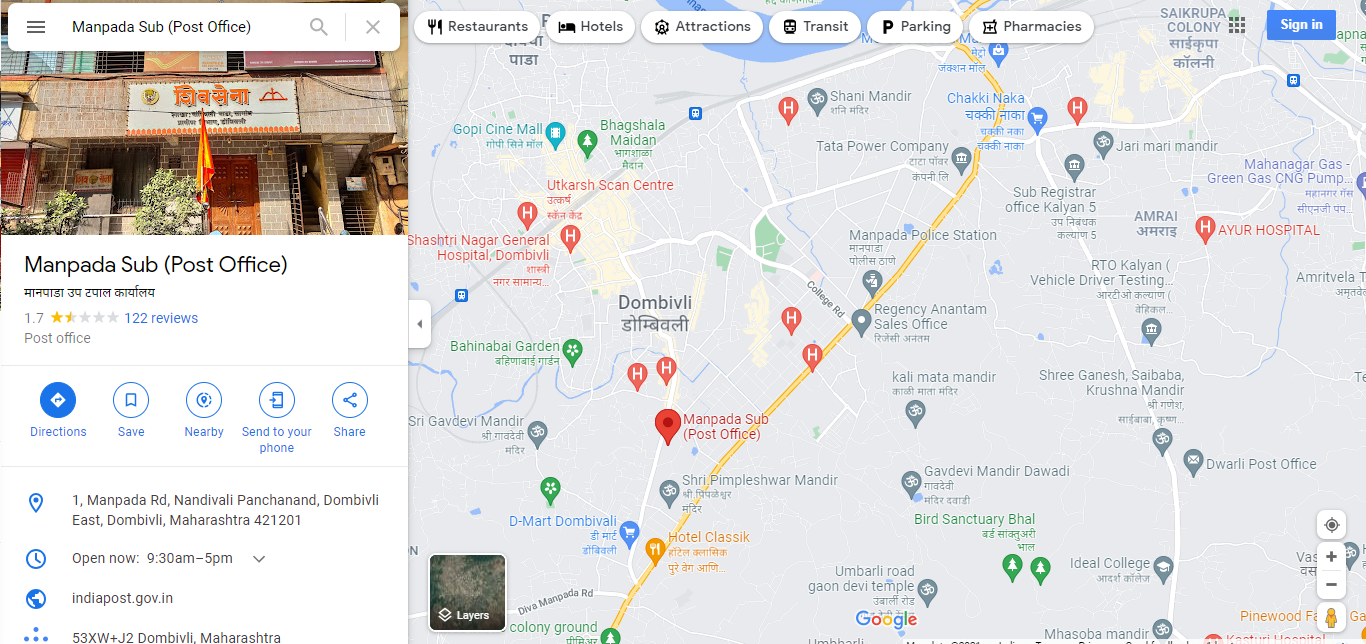 Manpada Sub (Post Office)
शिवसेना
Manpada Sub (Post Office)
मानपाडा उप टपाल कार्यालय
1.7
122 reviews
Post office
Directions
Save
Nearby
Send to your
phone
Share
1, Manpada Rd, Nandivali Panchanand, Dombivli
East, Dombivli, Maharashtra 421201
Open now: 9:30am–5pm
indiapost.gov.in
53XW+J2 Dombivli, Maharashtra
Restaurants
Hotels
Attractions
Transit
Parking
Pharmacies
Sign in
पाडा
SAIKRUPA
COLONY
साईकृपा
कॉलनी
जंक्शन मॉल
Shani Mandir
शनि मंदिर
Chakki Naka
चक्की नाका
चक्की नका
Gopi Cine Mall
गोपी सिने मॉल
Bhagshala
Maidan
भागशाळा
मैदान
Tata Power Company
टाटा पॉवर
कंपनी लि
Jari mari mandir
Mahanagar Gas -
Green Gas CNG Pump...
महानगर गॅस
सीएनजी पंप...
Utkarsh Scan Centre
उत्कर्ष
स्कॅन केंद्र
Sub Registrar
office Kalyan 5
उप निबंधक
कल्याण 5
AMRAI
अमराई
AYUR HOSPITAL
Shashtri Nagar General
Hospital, Dombivli
शास्त्री
नगर सामान्य...
Manpada Police Station
मानपाडा
पोलीस ठाणे
RTO Kalyan (
Vehicle Driver Testing...
आरटीओ कल्याण (
वेहिकल...
Amritvela T
अमृतवे
Dombivli
डोम्बिवली
College Rd
Regency Anantam
Sales Office
रिजेंसी अनंतम
Bahinabai Garden
बहिणाबाई गार्डन
kali mata mandir
काळी माता मंदिर
Shree Ganesh, Saibaba,
Krushna Mandir
श्री गणेश,
साईबाबा, कृष्ण...
Sri Gavdevi Mandir
श्री गावदेवी
मंदिर
Manpada Sub
(Post Office)
Shri Pimpleshwar Mandir
श्री पिंपळेश्वर
मंदिर
Gavdevi Mandir Dawadi
गावदेवी
मंदिर दवाडी
Dwarli Post Office
D-Mart Dombivali
डी मार्ट
डोंबिवली
Hotel Classik
हॉटेल क्लासिक
पुरे वेग आणि...
Bird Sanctuary Bhal
बर्ड सांक्तुअरी
भाल
Ideal College
आदर्श कॉलेज
Umbarli road
gaon devi temple
उंबार्ली रोड
Diva Manpada Rd
colony ground
Layers
Google
Mhasoba mandir
Pinewood